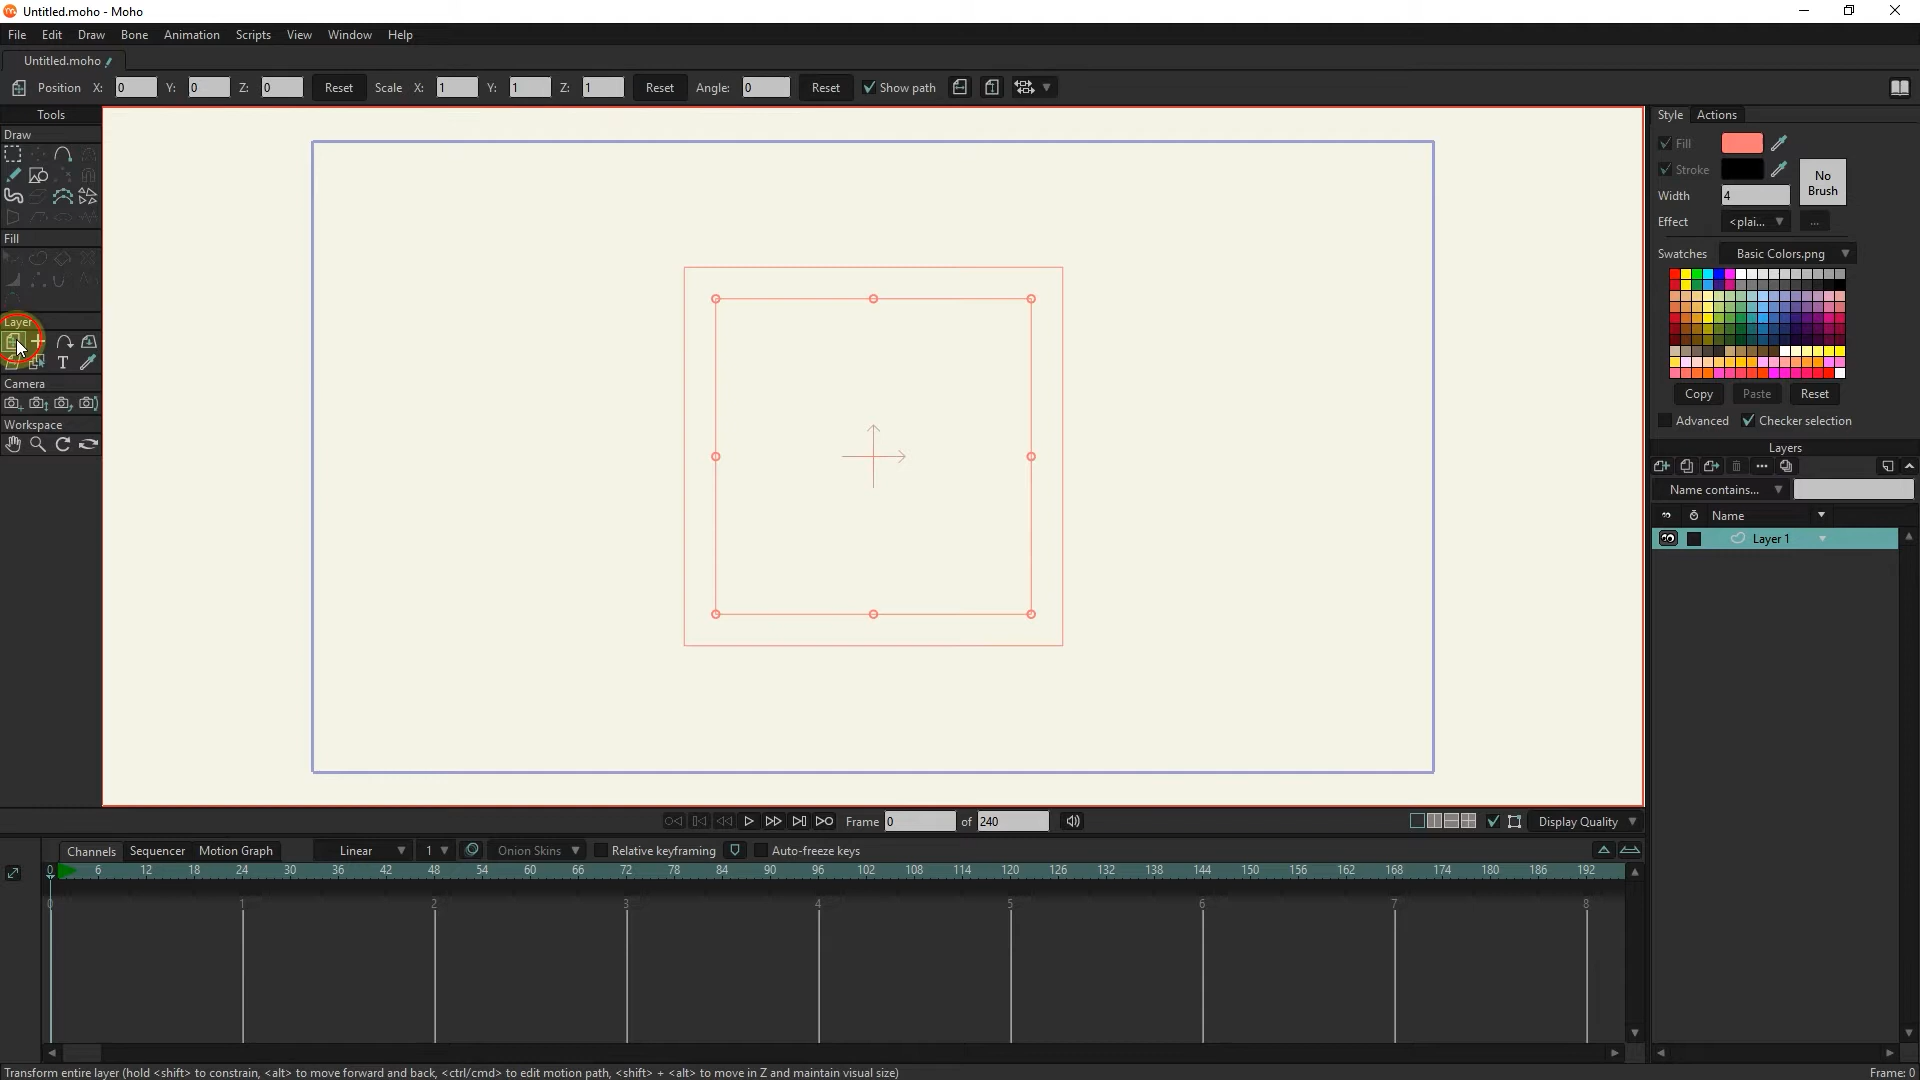 Untitled.moho - Moho
File Edit Draw Bone Animation Scripts View Window Help
Untitled.moho
Position X: 0 Y: 0 Z: 0 Reset Scale X: 1 Y: 1 Z: 1 Reset Angle: 0 Reset Show path
Tools
Draw
Fill
Layer
T
Camera
Workspace
Style Actions
Fill
Stroke
No Brush
Width 4
Effect <plai... ...
Swatches Basic Colors.png
Copy Paste Reset
Advanced Checker selection
Layers
Name contains...
Name
Layer 1
Frame 0 of 240 Display Quality
Channels Sequencer Motion Graph Linear 1 Onion Skins Relative keyframing Auto-freeze keys
0 6 12 18 24 30 36 42 48 54 60 66 72 78 84 90 96 102 108 114 120 126 132 138 144 150 156 162 168 174 180 186 192
0 1 2 3 4 5 6 7 8
Transform entire layer (hold <shift> to constrain, <alt> to move forward and back, <ctrl/cmd> to edit motion path, <shift> + <alt> to move in Z and maintain visual size) Frame: 0